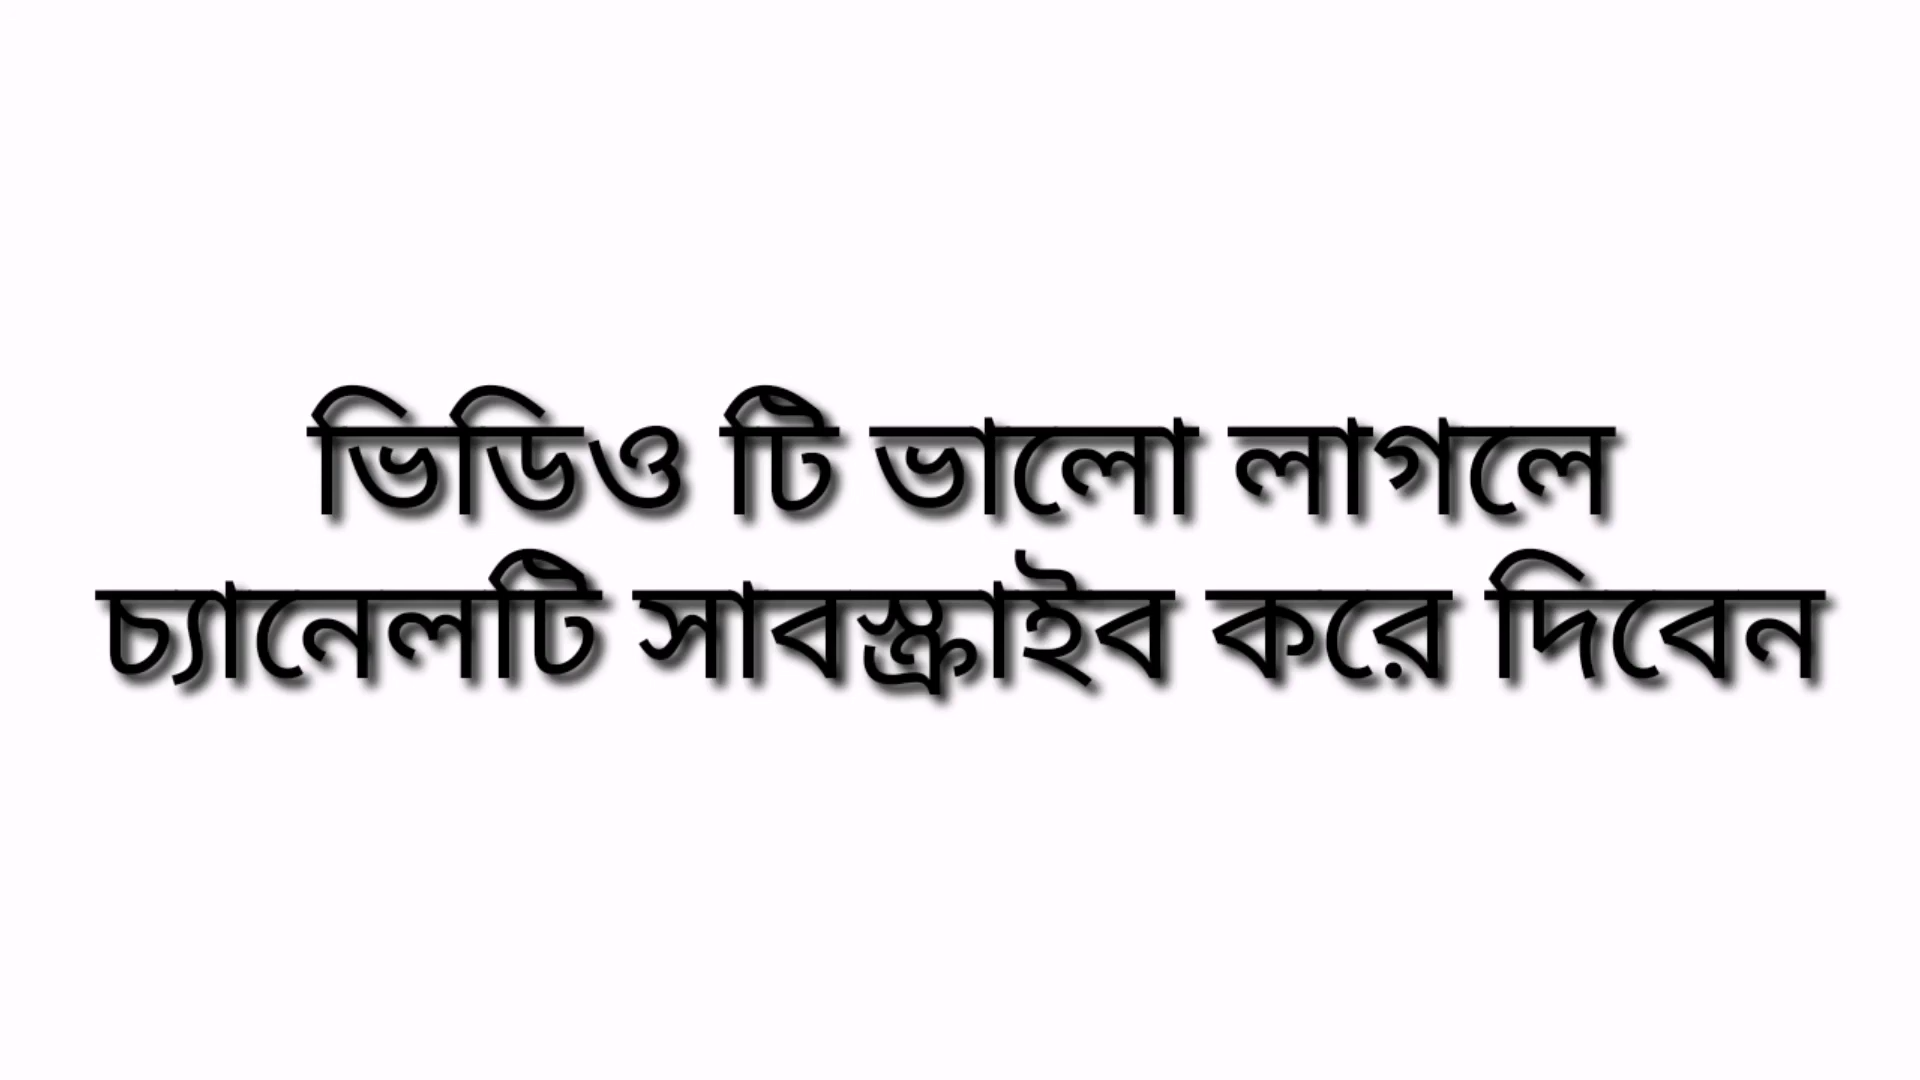 ভিডিও টি ভালো লাগলে
চ্যানেলটি সাবস্ক্রাইব করে দিবেন